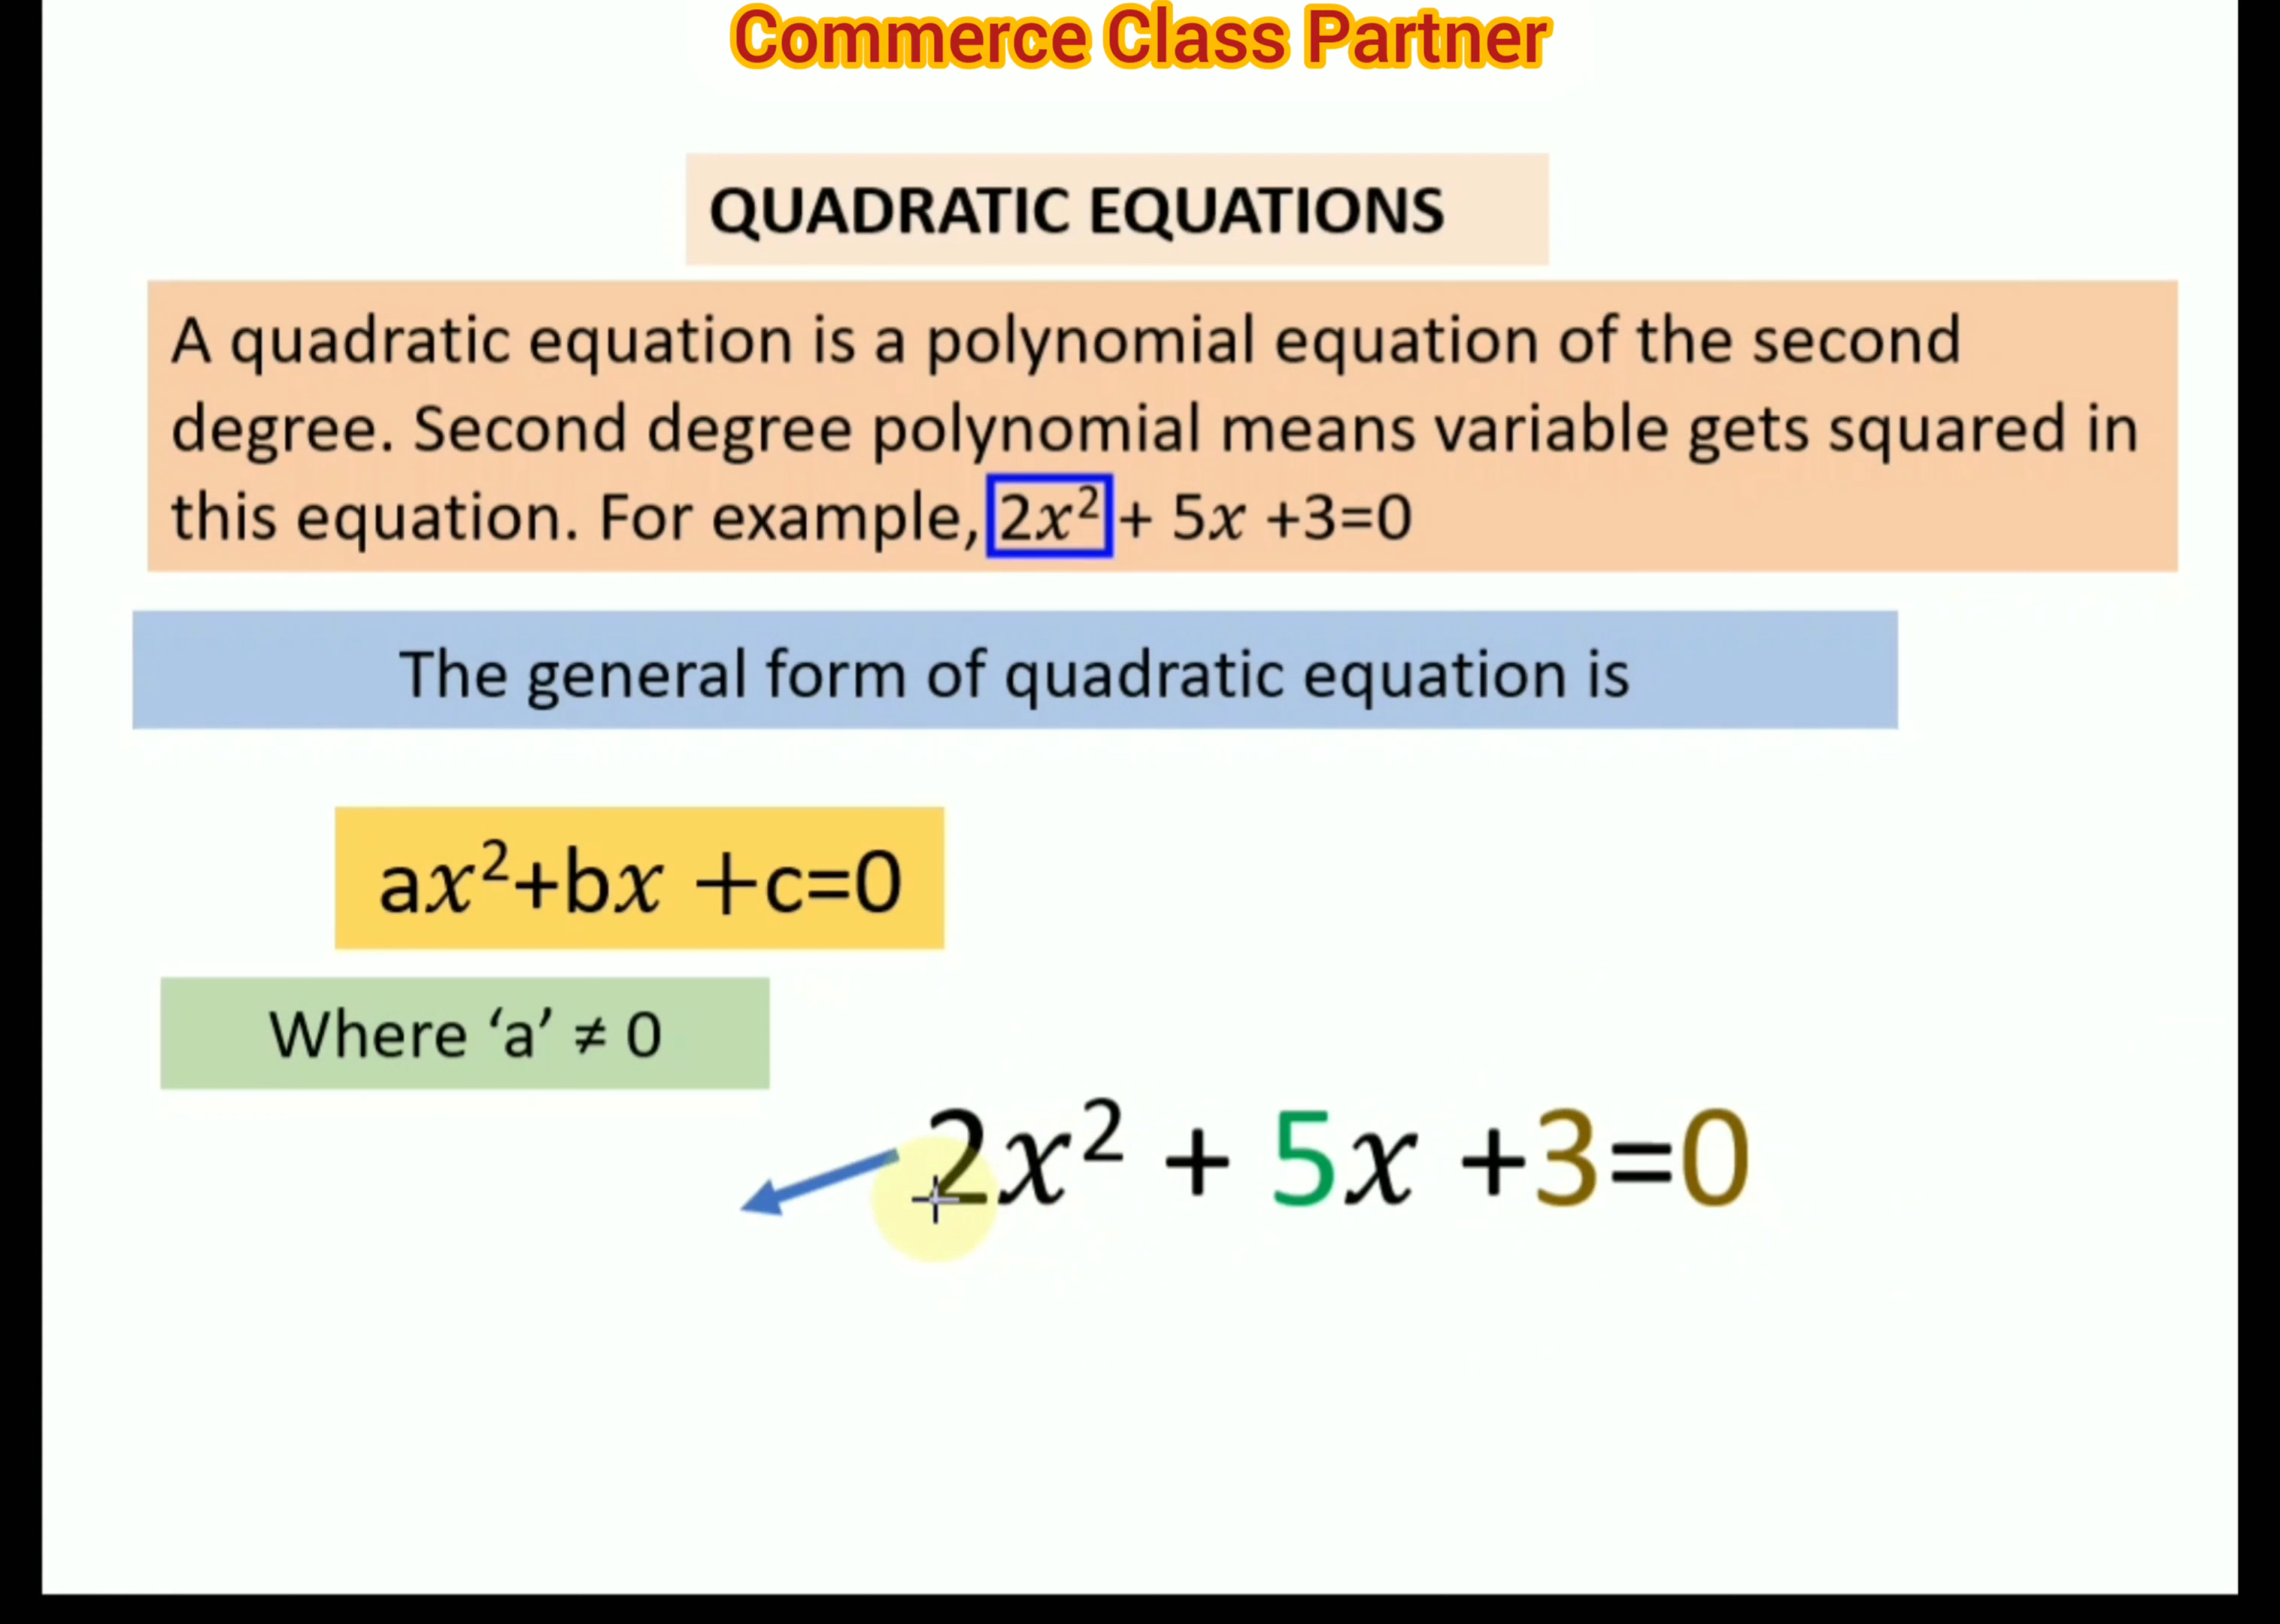 Commerce Class Partner
QUADRATIC EQUATIONS
A quadratic equation is a polynomial equation of the second
degree. Second degree polynomial means variable gets squared in
this equation. For example, 2x² + 5x +3=0
The general form of quadratic equation is
ax²+bx +c=0
Where ‘a’ ≠ 0
2x² + 5x +3=0